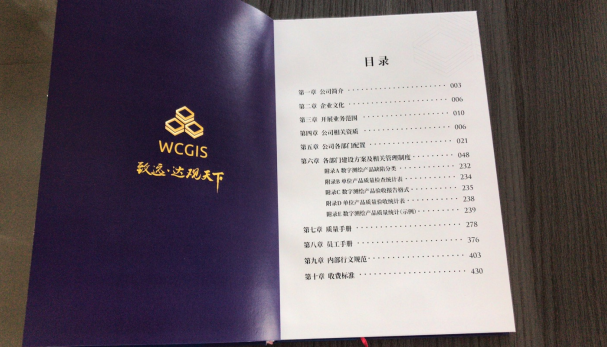 WCGIS
致远·达观天下
目录
第一章 公司简介 ………… 003
第二章 企业文化 ………… 006
第三章 开展业务范围 ………… 010
第四章 公司相关资质 ………… 006
第五章 公司各部门配置 ………… 021
第六章 各部门建设方案及相关管理制度 ………… 048
附录A 数字测绘产品缺陷分类 ………… 232
附录B 单位产品质量检查统计表 ………… 234
附录C 数字测绘产品验收报告格式 ………… 235
附录D 单位产品质量验收统计表 ………… 238
附录E 数字测绘产品质量统计(示例) ………… 239
第七章 质量手册 ………… 278
第八章 员工手册 ………… 376
第九章 内部行文规范 ………… 403
第十章 收费标准 ………… 430